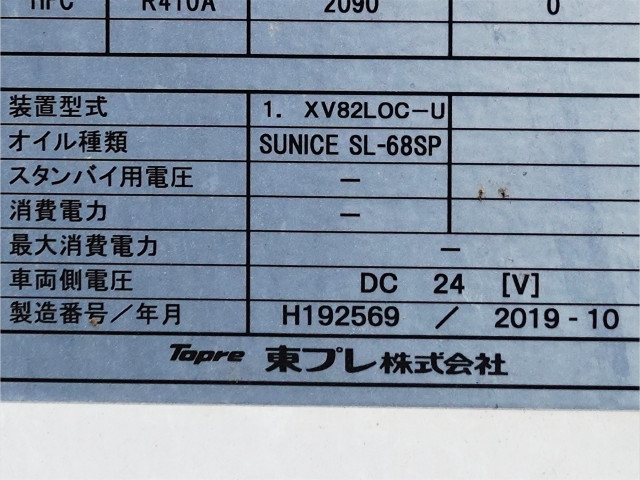 HFC R410A 2090 0
装置型式 1. XV82LOC-U
オイル種類 SUNICE SL-68SP
スタンバイ用電圧 －
消費電力 －
最大消費電力 －
車両側電圧 DC 24 [V]
製造番号／年月 H192569 / 2019-10
Topre 東プレ株式会社